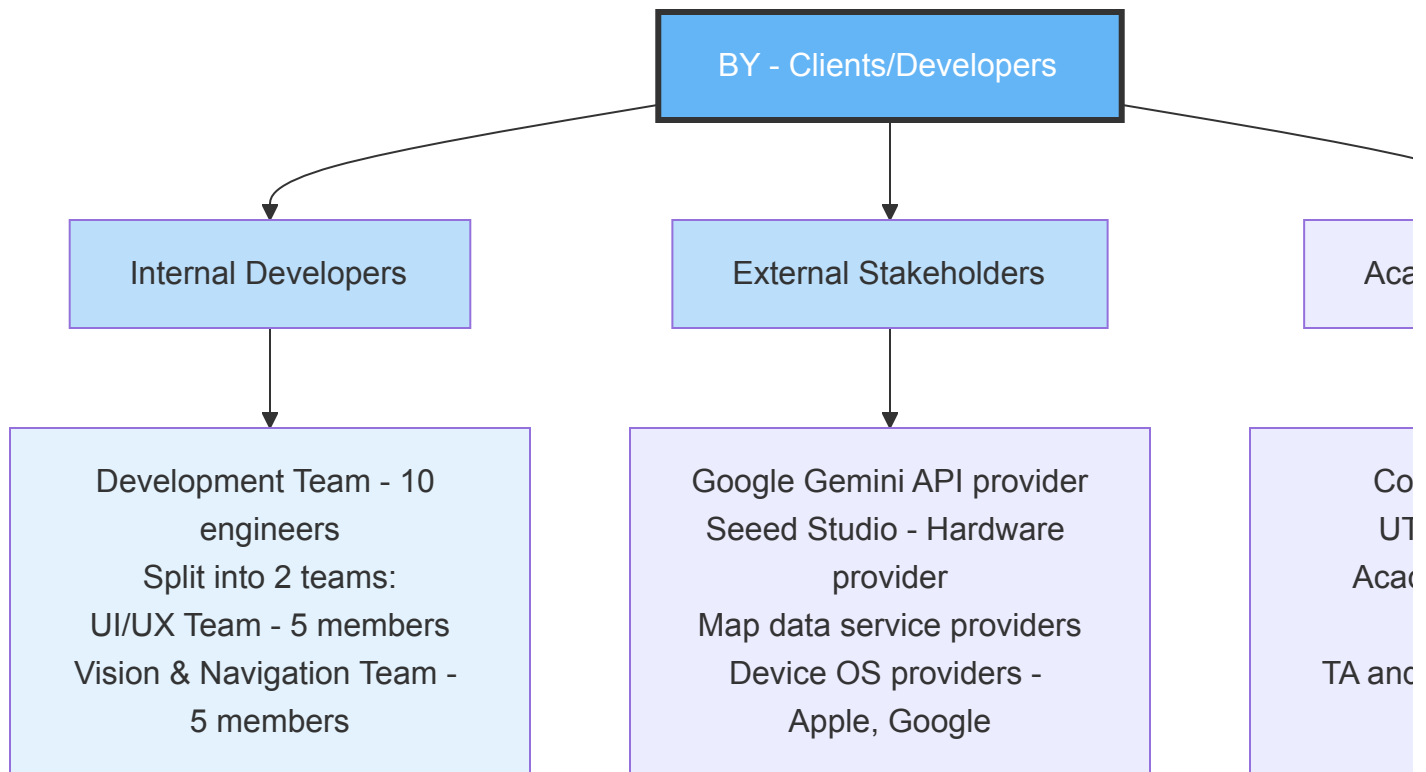 BY - Clients/Developers
Internal Developers
External Stakeholders
Development Team - 10
engineers
Split into 2 teams:
UI/UX Team - 5 members
Vision & Navigation Team -
5 members
Google Gemini API provider
Seeed Studio - Hardware
provider
Map data service providers
Device OS providers -
Apple, Google
TA